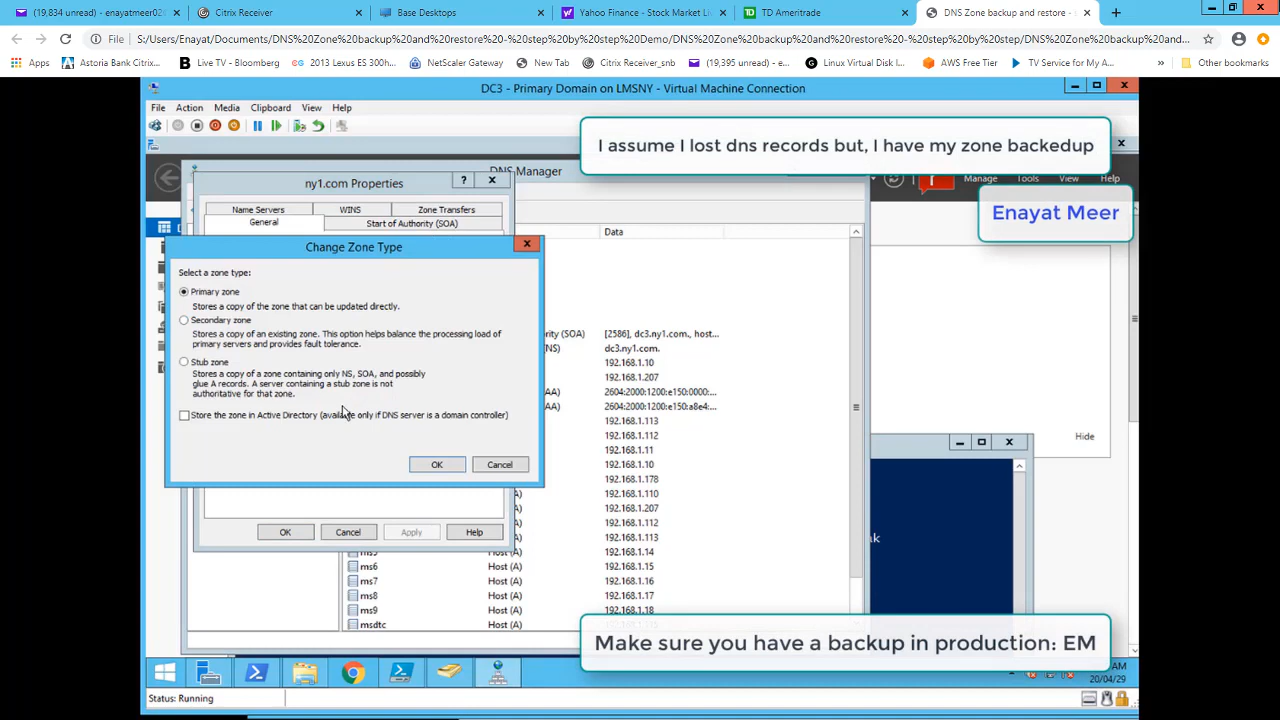 (19,834 unread) - enayatmeer02
Citrix Receiver
Base Desktops
Yahoo Finance - Stock Market Li
TD Ameritrade
DNS Zone backup and restore -
File
S:/Users/Enayat/Documents/DNS%20Zone%20backup%20and%20restore%20-%20step%20by%20step%20Demo/DNS%20Zone%20backup%20and%20restore%20-%20step%20by%20step/DNS%20Zone%20backup%20and...
Apps
Astoria Bank Citrix...
Live TV - Bloomberg
2013 Lexus ES 300h...
NetScaler Gateway
New Tab
Citrix Receiver_snb
(15,195 unread) - e...
Linux Virtual Disk I...
AWS Free Tier
TV Service for My A...
Other bookmarks
DC3 - Primary Domain on LMSNY - Virtual Machine Connection
File Action Media Clipboard View Help
I assume I lost dns records but, I have my zone backedup
DNS Manager
Manage Tools View Help
Enayat Meer
ny1.com Properties
Name Servers WINS Zone Transfers
General Start of Authority (SOA)
Data
Change Zone Type
Select a zone type:
Primary zone
Stores a copy of the zone that can be updated directly.
Secondary zone
Stores a copy of an existing zone. This option helps balance the processing load of
primary servers and provides fault tolerance.
Stub zone
Stores a copy of a zone containing only NS, SOA, and possibly
glue A records. A server containing a stub zone is not
authoritative for that zone.
Store the zone in Active Directory (available only if DNS server is a domain controller)
OK Cancel
rity (SOA) [2586], dc3.ny1.com., host...
(NS) dc3.ny1.com.
192.168.1.10
192.168.1.207
AA) 2604:2000:1200:e150:0000:...
AA) 2604:2000:1200:e150:a8e4:...
192.168.1.113
192.168.1.112
192.168.1.11
192.168.1.10
192.168.1.178
192.168.1.110
192.168.1.207
192.168.1.112
192.168.1.113
Hide
OK Cancel Apply Help
ak
ms5 Host (A) 192.168.1.14
ms6 Host (A) 192.168.1.15
ms7 Host (A) 192.168.1.16
ms8 Host (A) 192.168.1.17
ms9 Host (A) 192.168.1.18
msdtc Host (A)
Make sure you have a backup in production: EM
AM
20/04/29
Status: Running